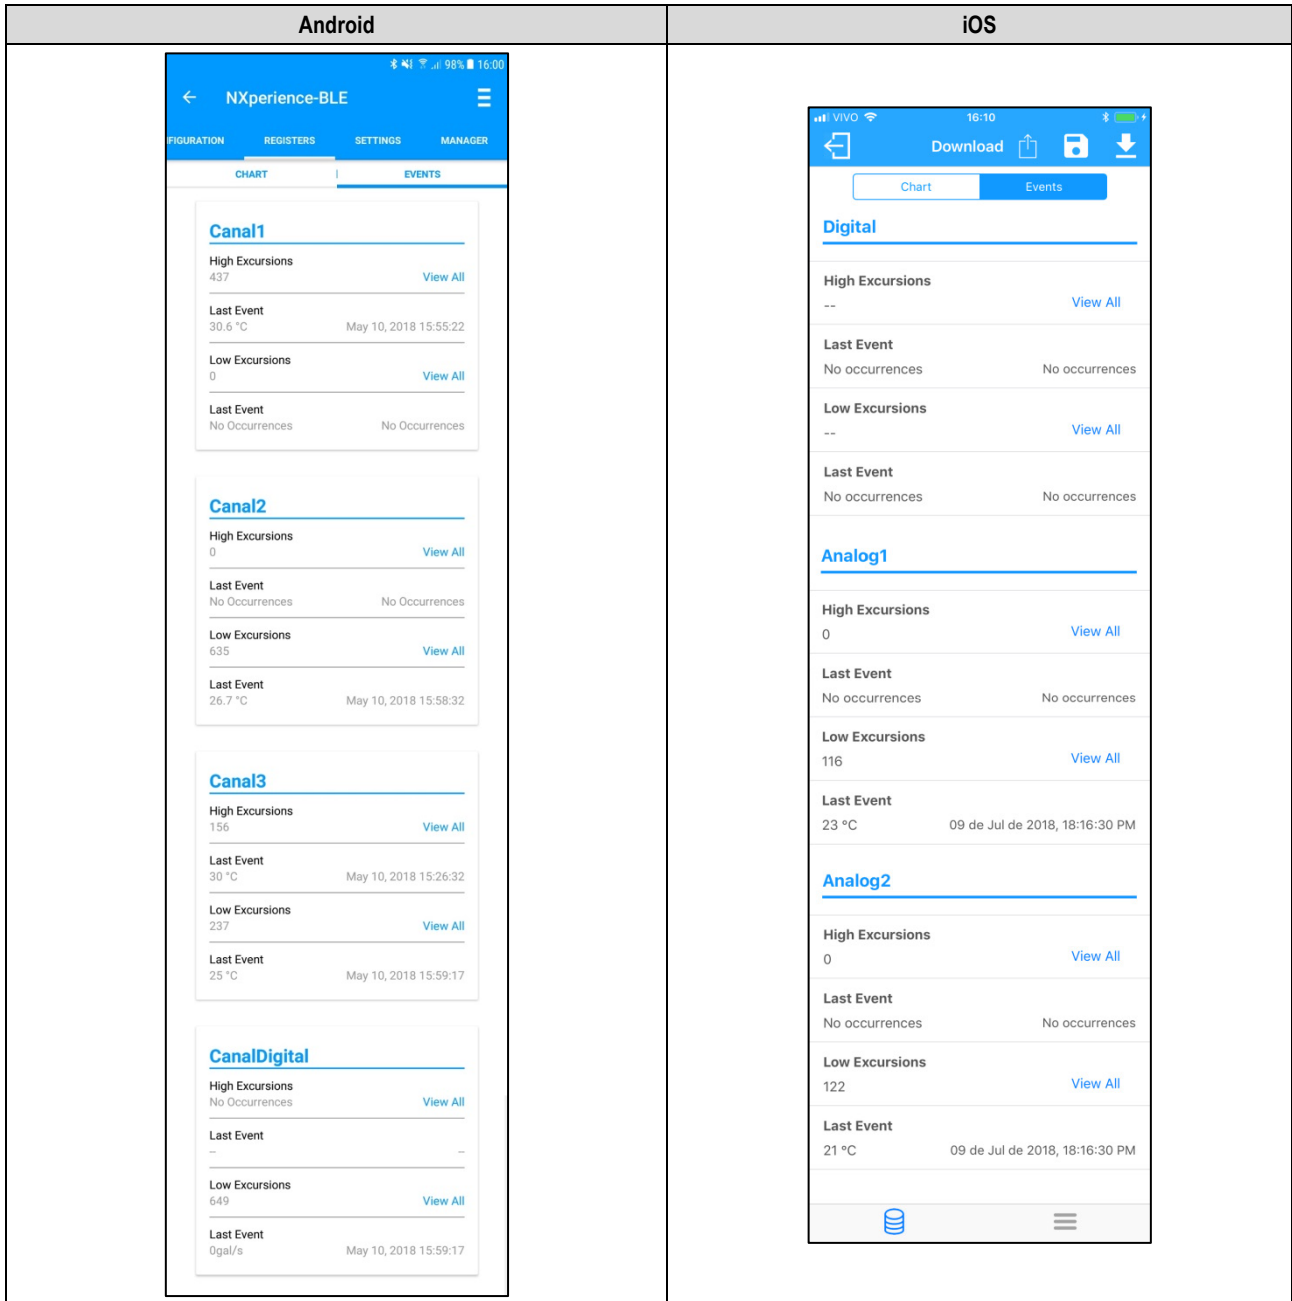 Android
iOS
98% 16:00
NXperience-BLE
FIGURATION REGISTERS SETTINGS MANAGER
CHART | EVENTS
Canal1
High Excursions
437 View All
Last Event
30.6 °C May 10, 2018 15:55:22
Low Excursions
0 View All
Last Event
No Occurrences No Occurrences
Canal2
High Excursions
0 View All
Last Event
No Occurrences No Occurrences
Low Excursions
635 View All
Last Event
26.7 °C May 10, 2018 15:58:32
Canal3
High Excursions
156 View All
Last Event
30 °C May 10, 2018 15:26:32
Low Excursions
237 View All
Last Event
25 °C May 10, 2018 15:59:17
CanalDigital
High Excursions
No Occurrences View All
Last Event
– –
Low Excursions
649 View All
Last Event
0gal/s May 10, 2018 15:59:17
VIVO 16:10
Download
Chart Events
Digital
High Excursions
-- View All
Last Event
No occurrences No occurrences
Low Excursions
-- View All
Last Event
No occurrences No occurrences
Analog1
High Excursions
0 View All
Last Event
No occurrences No occurrences
Low Excursions
116 View All
Last Event
23 ºC 09 de Jul de 2018, 18:16:30 PM
Analog2
High Excursions
0 View All
Last Event
No occurrences No occurrences
Low Excursions
122 View All
Last Event
21 ºC 09 de Jul de 2018, 18:16:30 PM